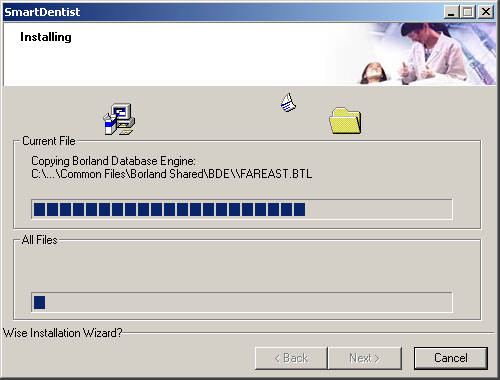 SmartDentist
Installing
Current File
Copying Borland Database Engine:
C:\...\Common Files\Borland Shared\BDE\\FAREAST.BTL
All Files
Wise Installation Wizard?
< Back
Next >
Cancel